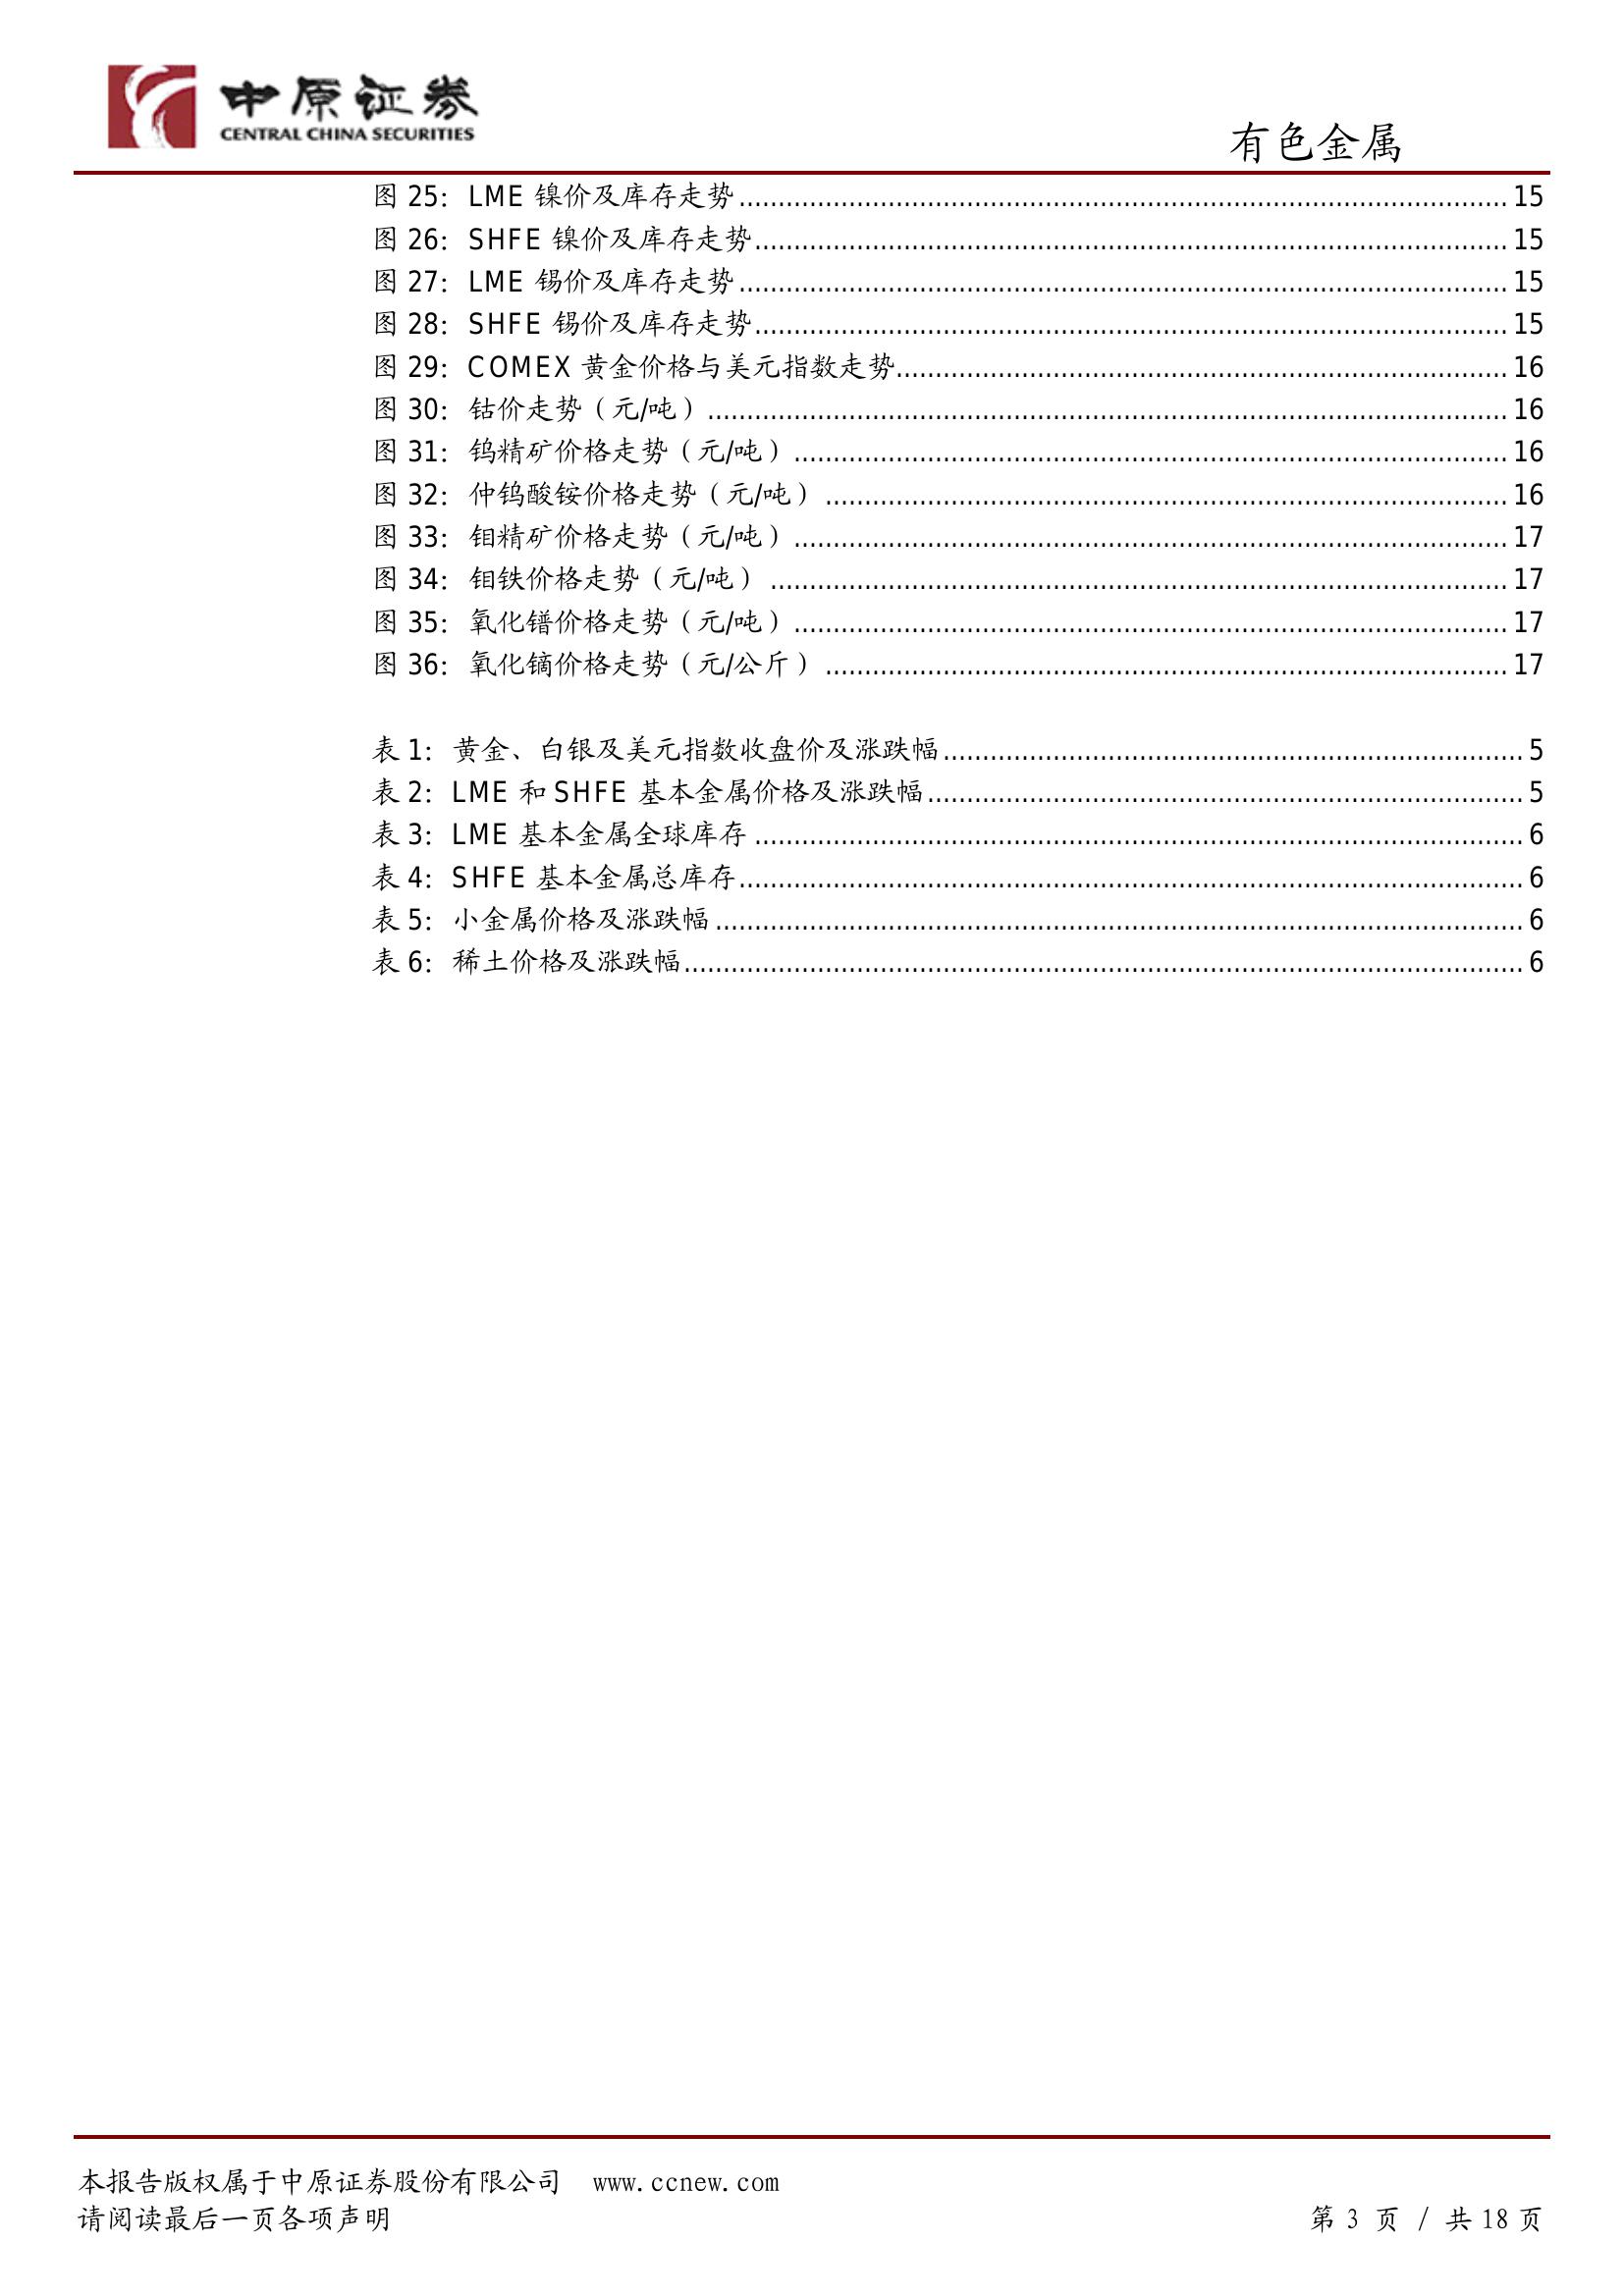 中原证券
CENTRAL CHINA SECURITIES
有色金属
图 25：LME 镍价及库存走势 15
图 26：SHFE 镍价及库存走势 15
图 27：LME 锡价及库存走势 15
图 28：SHFE 锡价及库存走势 15
图 29：COMEX 黄金价格与美元指数走势 16
图 30：钴价走势（元/吨） 16
图 31：钨精矿价格走势（元/吨） 16
图 32：仲钨酸铵价格走势（元/吨） 16
图 33：钼精矿价格走势（元/吨） 17
图 34：钼铁价格走势（元/吨） 17
图 35：氧化镨价格走势（元/吨） 17
图 36：氧化镝价格走势（元/公斤） 17
表 1：黄金、白银及美元指数收盘价及涨跌幅 5
表 2：LME 和 SHFE 基本金属价格及涨跌幅 5
表 3：LME 基本金属全球库存 6
表 4：SHFE 基本金属总库存 6
表 5：小金属价格及涨跌幅 6
表 6：稀土价格及涨跌幅 6
本报告版权属于中原证券股份有限公司 www.ccnew.com
请阅读最后一页各项声明 第 3 页 / 共 18 页